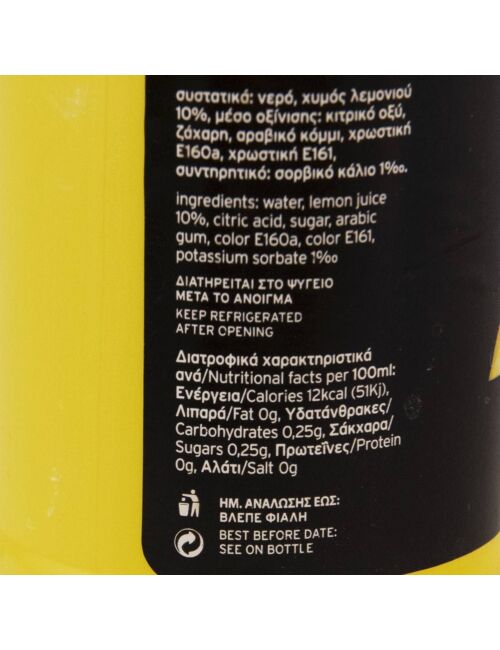 συστατικά: νερό, χυμός λεμονιού
10%, μέσο οξίνισης: κιτρικό οξύ,
ζάχαρη, αραβικό κόμμι, χρωστική
E160a, χρωστική E161,
συντηρητικό: σορβικό κάλιο 1‰.
ingredients: water, lemon juice
10%, citric acid, sugar, arabic
gum, color E160a, color E161,
potassium sorbate 1‰
ΔΙΑΤΗΡΕΙΤΑΙ ΣΤΟ ΨΥΓΕΙΟ
ΜΕΤΑ ΤΟ ΑΝΟΙΓΜΑ
KEEP REFRIGERATED
AFTER OPENING
Διατροφικά χαρακτηριστικά
ανά/Nutritional facts per 100ml:
Ενέργεια/Calories 12kcal (51Kj),
Λιπαρά/Fat 0g, Υδατάνθρακες/
Carbohydrates 0,25g, Σάκχαρα/
Sugars 0,25g, Πρωτεΐνες/Protein
0g, Αλάτι/Salt 0g
ΗΜ. ΑΝΑΛΩΣΗΣ ΕΩΣ:
ΒΛΕΠΕ ΦΙΑΛΗ
BEST BEFORE DATE:
SEE ON BOTTLE